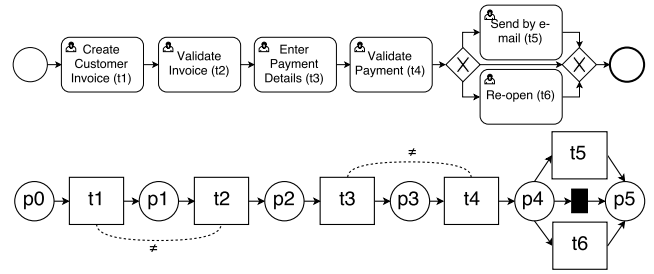 Create
Customer
Invoice (t1)
Validate
Invoice (t2)
Enter
Payment
Details (t3)
Validate
Payment (t4)
X
Send by e-
mail (t5)
Re-open (t6)
X
≠
p0
t1
p1
t2
p2
t3
p3
t4
p4
t5
t6
p5
≠